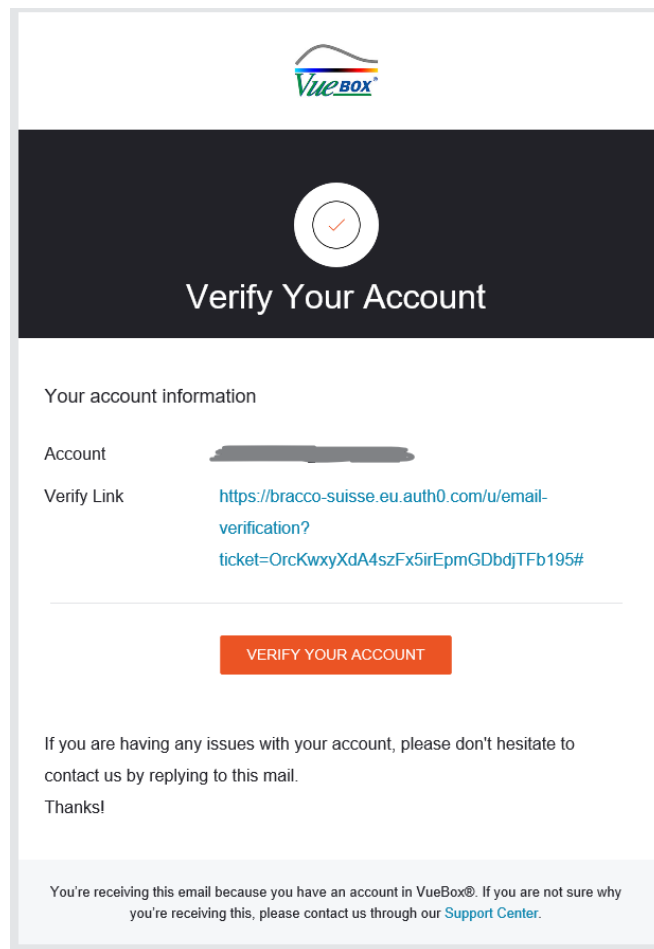 VUEBOX®
Verify Your Account
Your account information
Account
Verify Link
https://bracco-suisse.eu.auth0.com/u/email-
verification?
ticket=OrcKwxyXdA4szFx5irEpmGDbdjTFb195#
VERIFY YOUR ACCOUNT
If you are having any issues with your account, please don't hesitate to
contact us by replying to this mail.
Thanks!
You're receiving this email because you have an account in VueBox®. If you are not sure why
you're receiving this, please contact us through our Support Center.